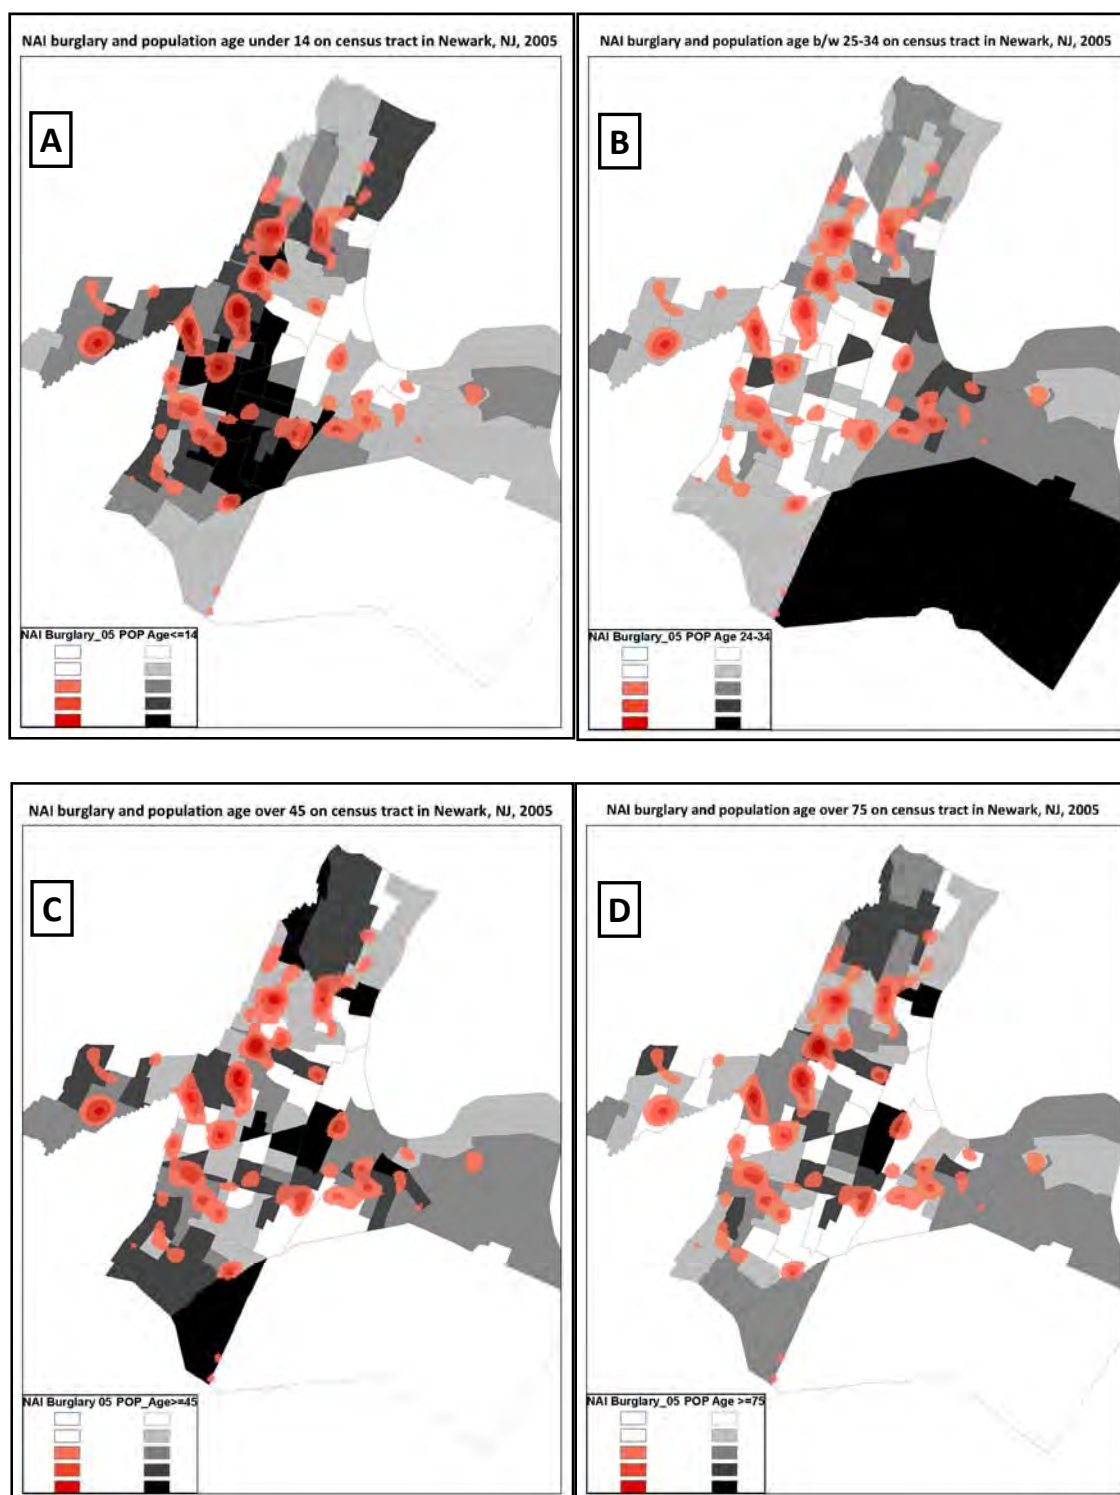 NAI burglary and population age under 14 on census tract in Newark, NJ, 2005
A
NAI Burglary_05 POP Age<=14
NAI burglary and population age b/w 25-34 on census tract in Newark, NJ, 2005
B
NAI Burglary_05 POP Age 24-34
NAI burglary and population age over 45 on census tract in Newark, NJ, 2005
C
NAI Burglary 05 POP_Age>=45
NAI burglary and population age over 75 on census tract in Newark, NJ, 2005
D
NAI Burglary_05 POP Age >=75